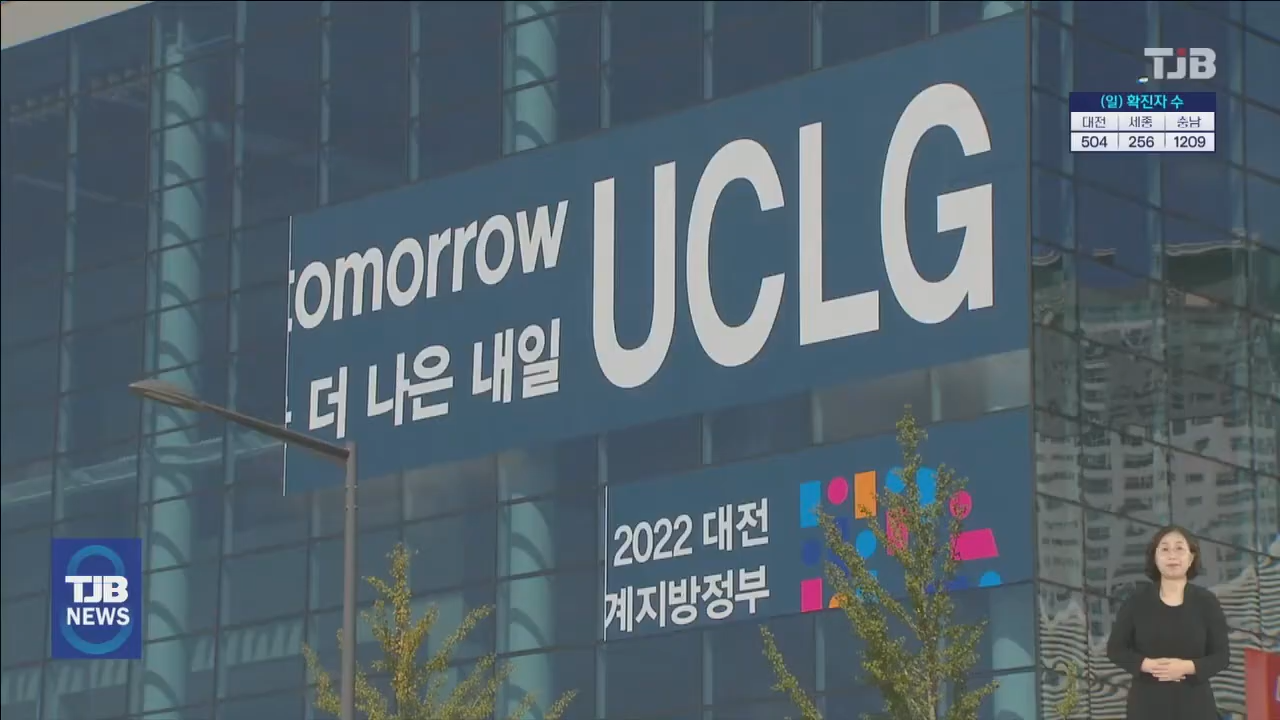 TJB
(일) 확진자 수
대전 세종 충남
504 256 1209
tomorrow
UCLG
더 나은 내일
2022 대전
계지방정부
TJB
NEWS